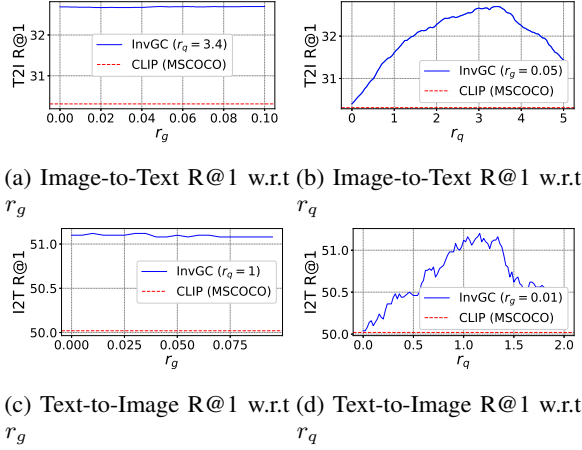 T2I R@1
32
31
InvGC (r_q = 3.4)
CLIP (MSCOCO)
0.00 0.02 0.04 0.06 0.08 0.10
r_g
T2I R@1
32
31
InvGC (r_g = 0.05)
CLIP (MSCOCO)
0 1 2 3 4 5
r_q
(a) Image-to-Text R@1 w.r.t
r_g
(b) Image-to-Text R@1 w.r.t
r_q
I2T R@1
51.0
50.5
50.0
InvGC (r_q = 1)
CLIP (MSCOCO)
0.000 0.025 0.050 0.075
r_g
I2T R@1
51.0
50.5
50.0
InvGC (r_g = 0.01)
CLIP (MSCOCO)
0.0 0.5 1.0 1.5 2.0
r_q
(c) Text-to-Image R@1 w.r.t
r_g
(d) Text-to-Image R@1 w.r.t
r_q